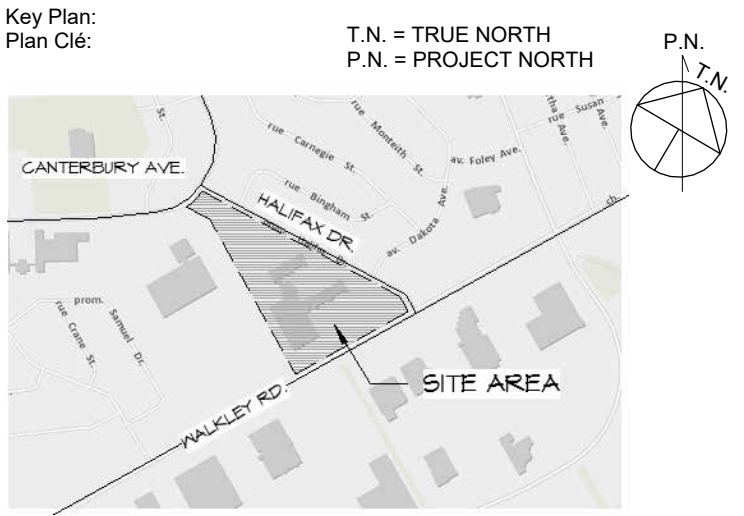 Key Plan:
Plan Clé:
T.N. = TRUE NORTH
P.N. = PROJECT NORTH
P.N.
T.N.
St.
rue Carnegie St.
rue Monteith St.
rue Susan
Ave.
av. Foley Ave.
CANTERBURY AVE.
rue Bingham St.
HALIFAX DR.
av. Dakota Ave.
ch.
prom. Samuel Dr.
rue Crane St.
SITE AREA
WALKLEY RD.